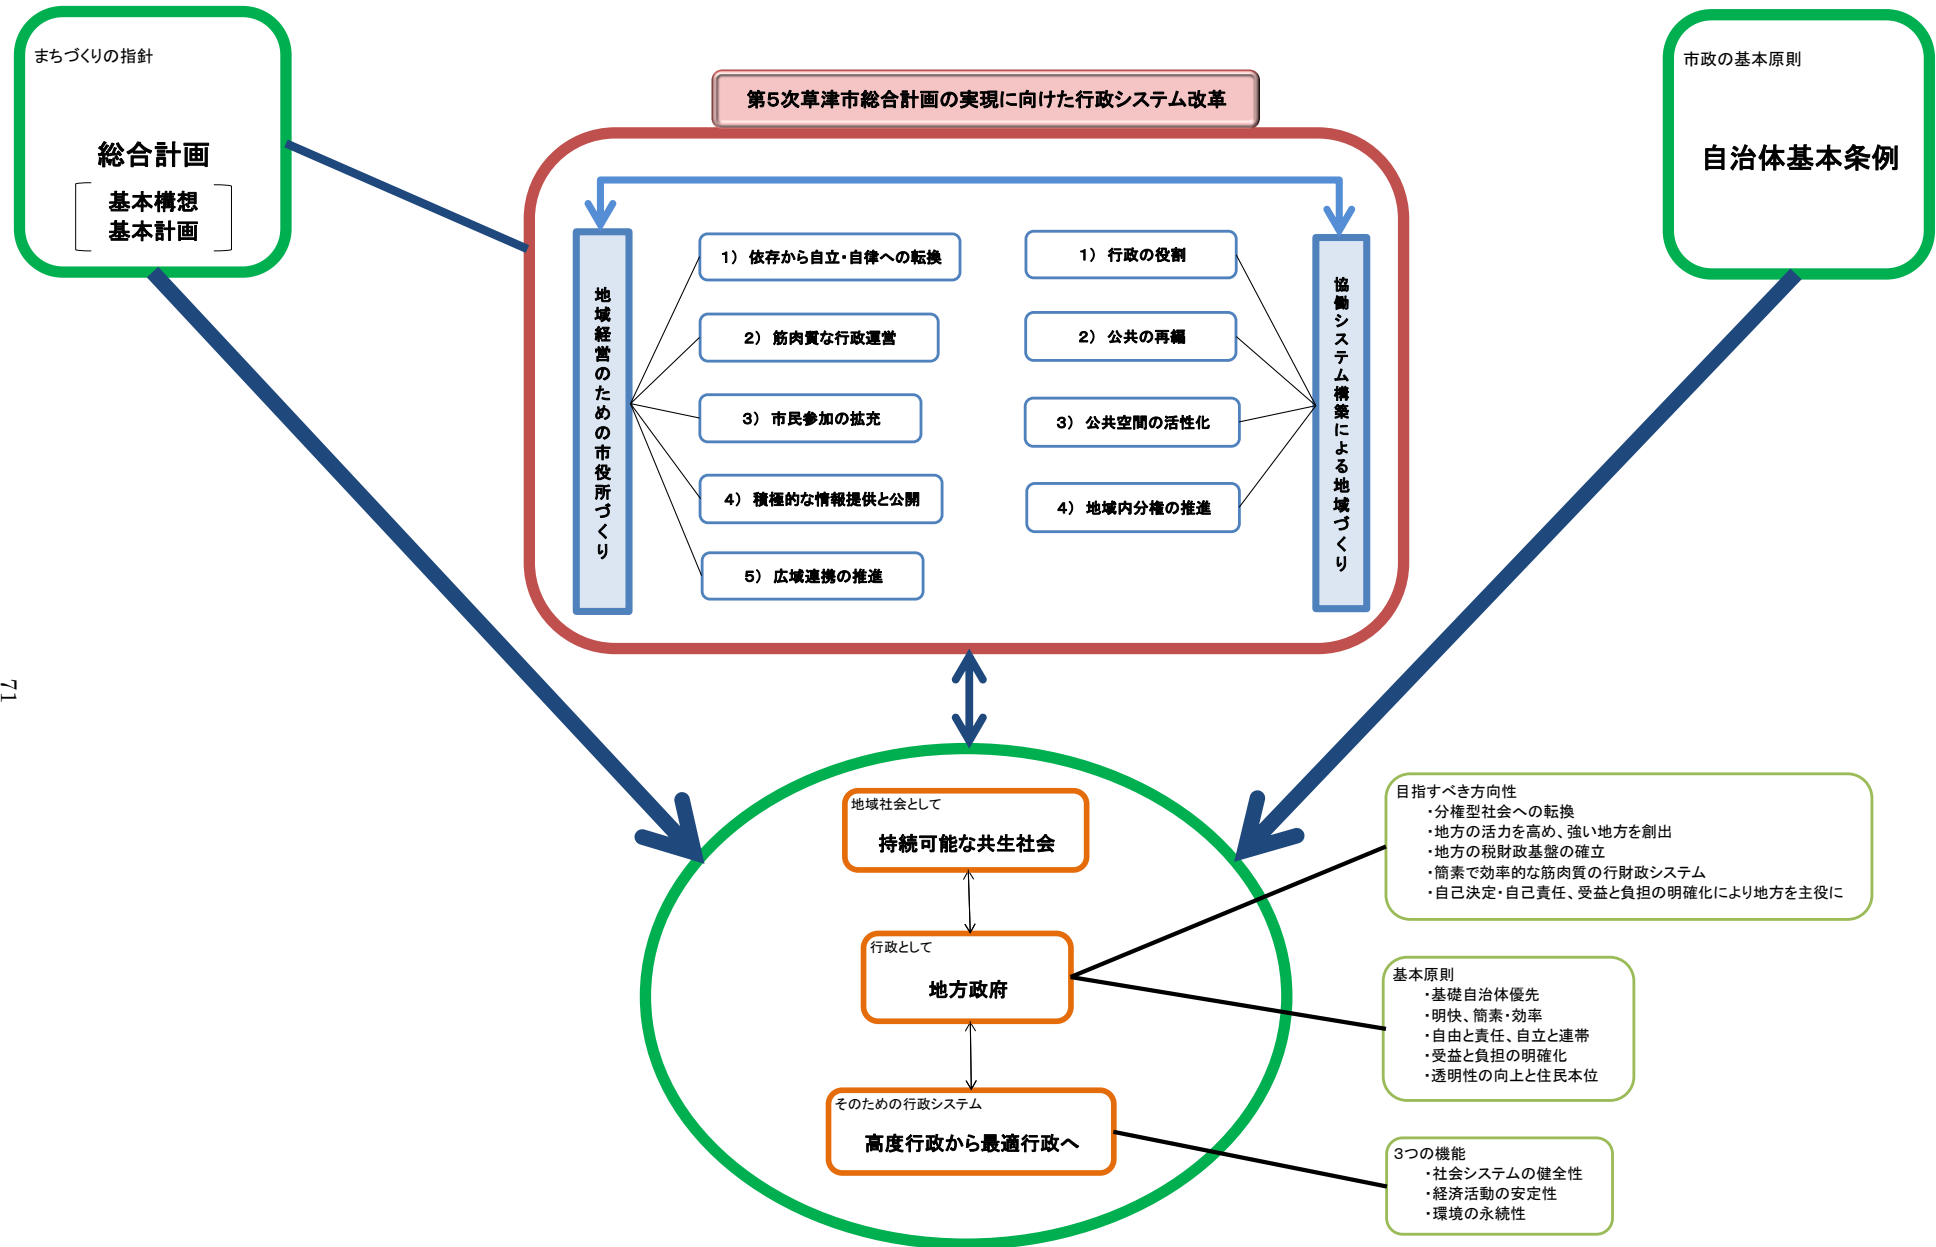 まちづくりの指針
総合計画
基本構想
基本計画
市政の基本原則
自治体基本条例
第5次草津市総合計画の実現に向けた行政システム改革
地域経営のための市役所づくり
1） 依存から自立・自律への転換
2） 筋肉質な行政運営
3） 市民参加の拡充
4） 積極的な情報提供と公開
5） 広域連携の推進
1） 行政の役割
2） 公共の再編
3） 公共空間の活性化
4） 地域内分権の推進
協働システム構築による地域づくり
71
地域社会として
持続可能な共生社会
行政として
地方政府
そのための行政システム
高度行政から最適行政へ
目指すべき方向性
・分権型社会への転換
・地方の活力を高め、強い地方を創出
・地方の税財政基盤の確立
・簡素で効率的な筋肉質の行財政システム
・自己決定・自己責任、受益と負担の明確化により地方を主役に
基本原則
・基礎自治体優先
・明快、簡素・効率
・自由と責任、自立と連帯
・受益と負担の明確化
・透明性の向上と住民本位
3つの機能
・社会システムの健全性
・経済活動の安定性
・環境の永続性